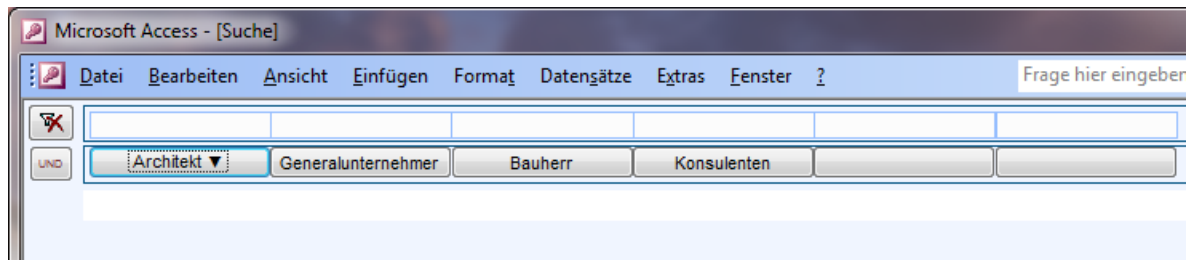 Microsoft Access - [Suche]
Datei Bearbeiten Ansicht Einfügen Format Datensätze Extras Fenster ? Frage hier eingeben
UND Architekt ▼ Generalunternehmer Bauherr Konsulenten